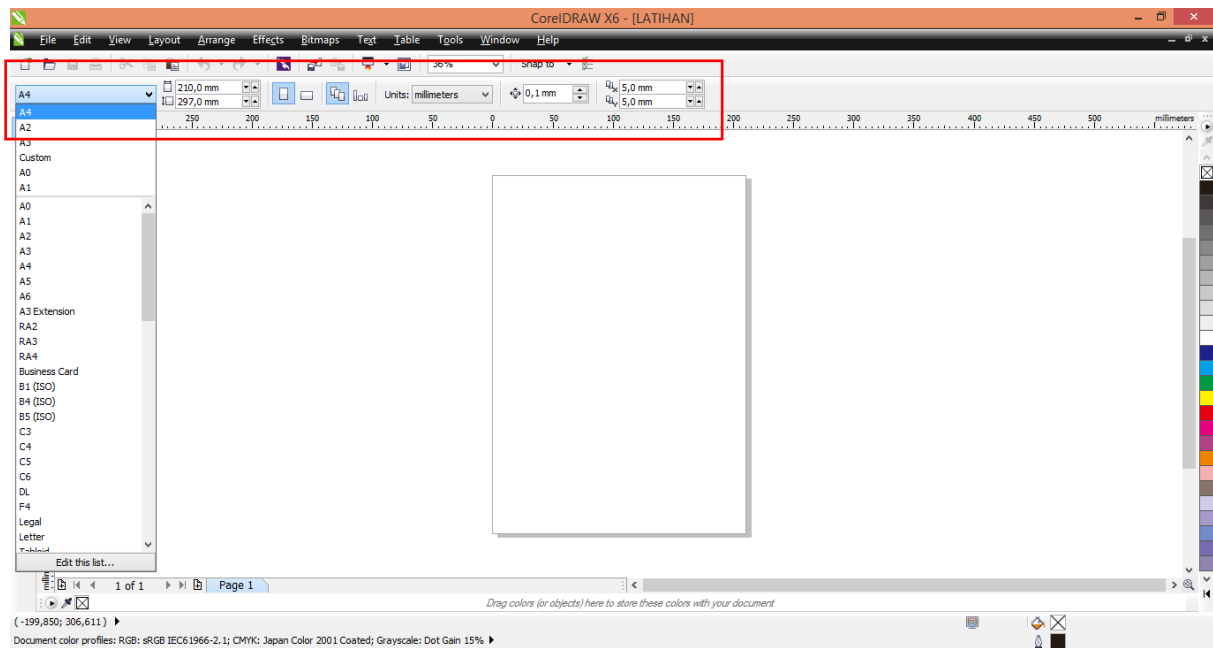 CorelDRAW X6 - [LATIHAN]
File Edit View Layout Arrange Effects Bitmaps Text Table Tools Window Help
36% Snap to
A4 210,0 mm 297,0 mm Units: millimeters 0,1 mm 5,0 mm 5,0 mm
250 200 150 100 50 0 50 100 150 200 250 300 350 400 450 500 millimeters
A4
A2
A3
Custom
A0
A1
A0
A1
A2
A3
A4
A5
A6
A3 Extension
RA2
RA3
RA4
Business Card
B1 (ISO)
B4 (ISO)
B5 (ISO)
C3
C4
C5
C6
DL
F4
Legal
Letter
Tabloid
Edit this list...
1 of 1 Page 1
Drag colors (or objects) here to store these colors with your document
( -199,850; 306,611 )
Document color profiles: RGB: sRGB IEC61966-2.1; CMYK: Japan Color 2001 Coated; Grayscale: Dot Gain 15%